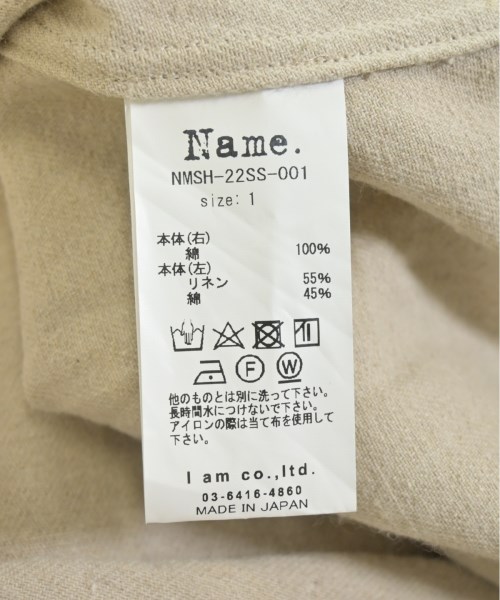 Name.
NMSH-22SS-001
size: 1
本体(右)
綿 100%
本体(左)
リネン 55%
綿 45%
F W
他のものとは別に洗って下さい。
長時間水につけないで下さい。
アイロンの際は当て布を使用して
下さい。
I am co.,ltd.
03-6416-4860
MADE IN JAPAN